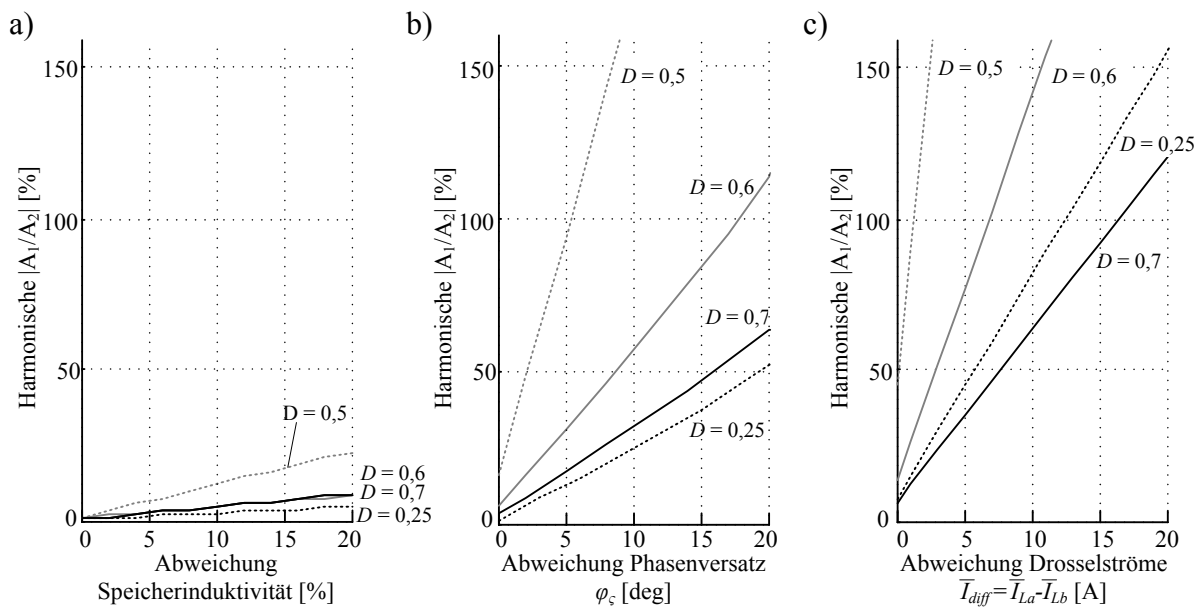 a)
Harmonische |A1/A2| [%]
150
100
50
0
D = 0,5
D = 0,6
D = 0,7
D = 0,25
0 5 10 15 20
Abweichung
Speicherinduktivität [%]
b)
Harmonische |A1/A2| [%]
150
100
50
0
D = 0,5
D = 0,6
D = 0,7
D = 0,25
0 5 10 15 20
Abweichung Phasenversatz
φς [deg]
c)
Harmonische |A1/A2| [%]
150
100
50
0
D = 0,5
D = 0,6
D = 0,25
D = 0,7
0 5 10 15 20
Abweichung Drosselströme
I̅diff=I̅La-I̅Lb [A]